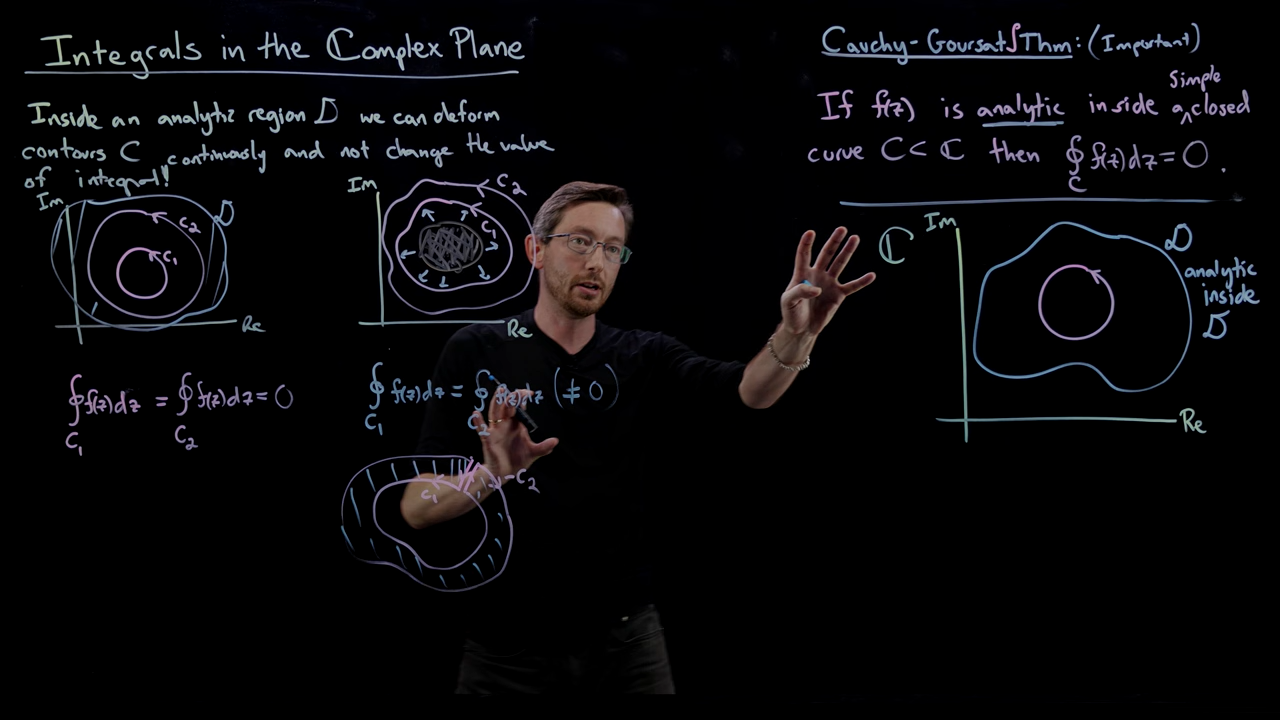 Integrals in the ℂomplex Plane
Inside an analytic region D we can deform
contours C continuously and not change the value
of integral!
Im
C₂
D
C₁
Re
Im
C₂
C₁
Re
∮f(z)dz = ∮f(z)dz = 0
C₁ C₂
∮f(z)dz = ∮f(z)dz (≠ 0)
C₁ C₂
C₁
-C₂
Cauchy-Goursat ∫ Thm: (Important)
Simple
If f(z) is analytic inside a ^ closed
curve C < ℂ then ∮f(z)dz = 0.
C
ℂ
Im
D
analytic
inside
D
Re